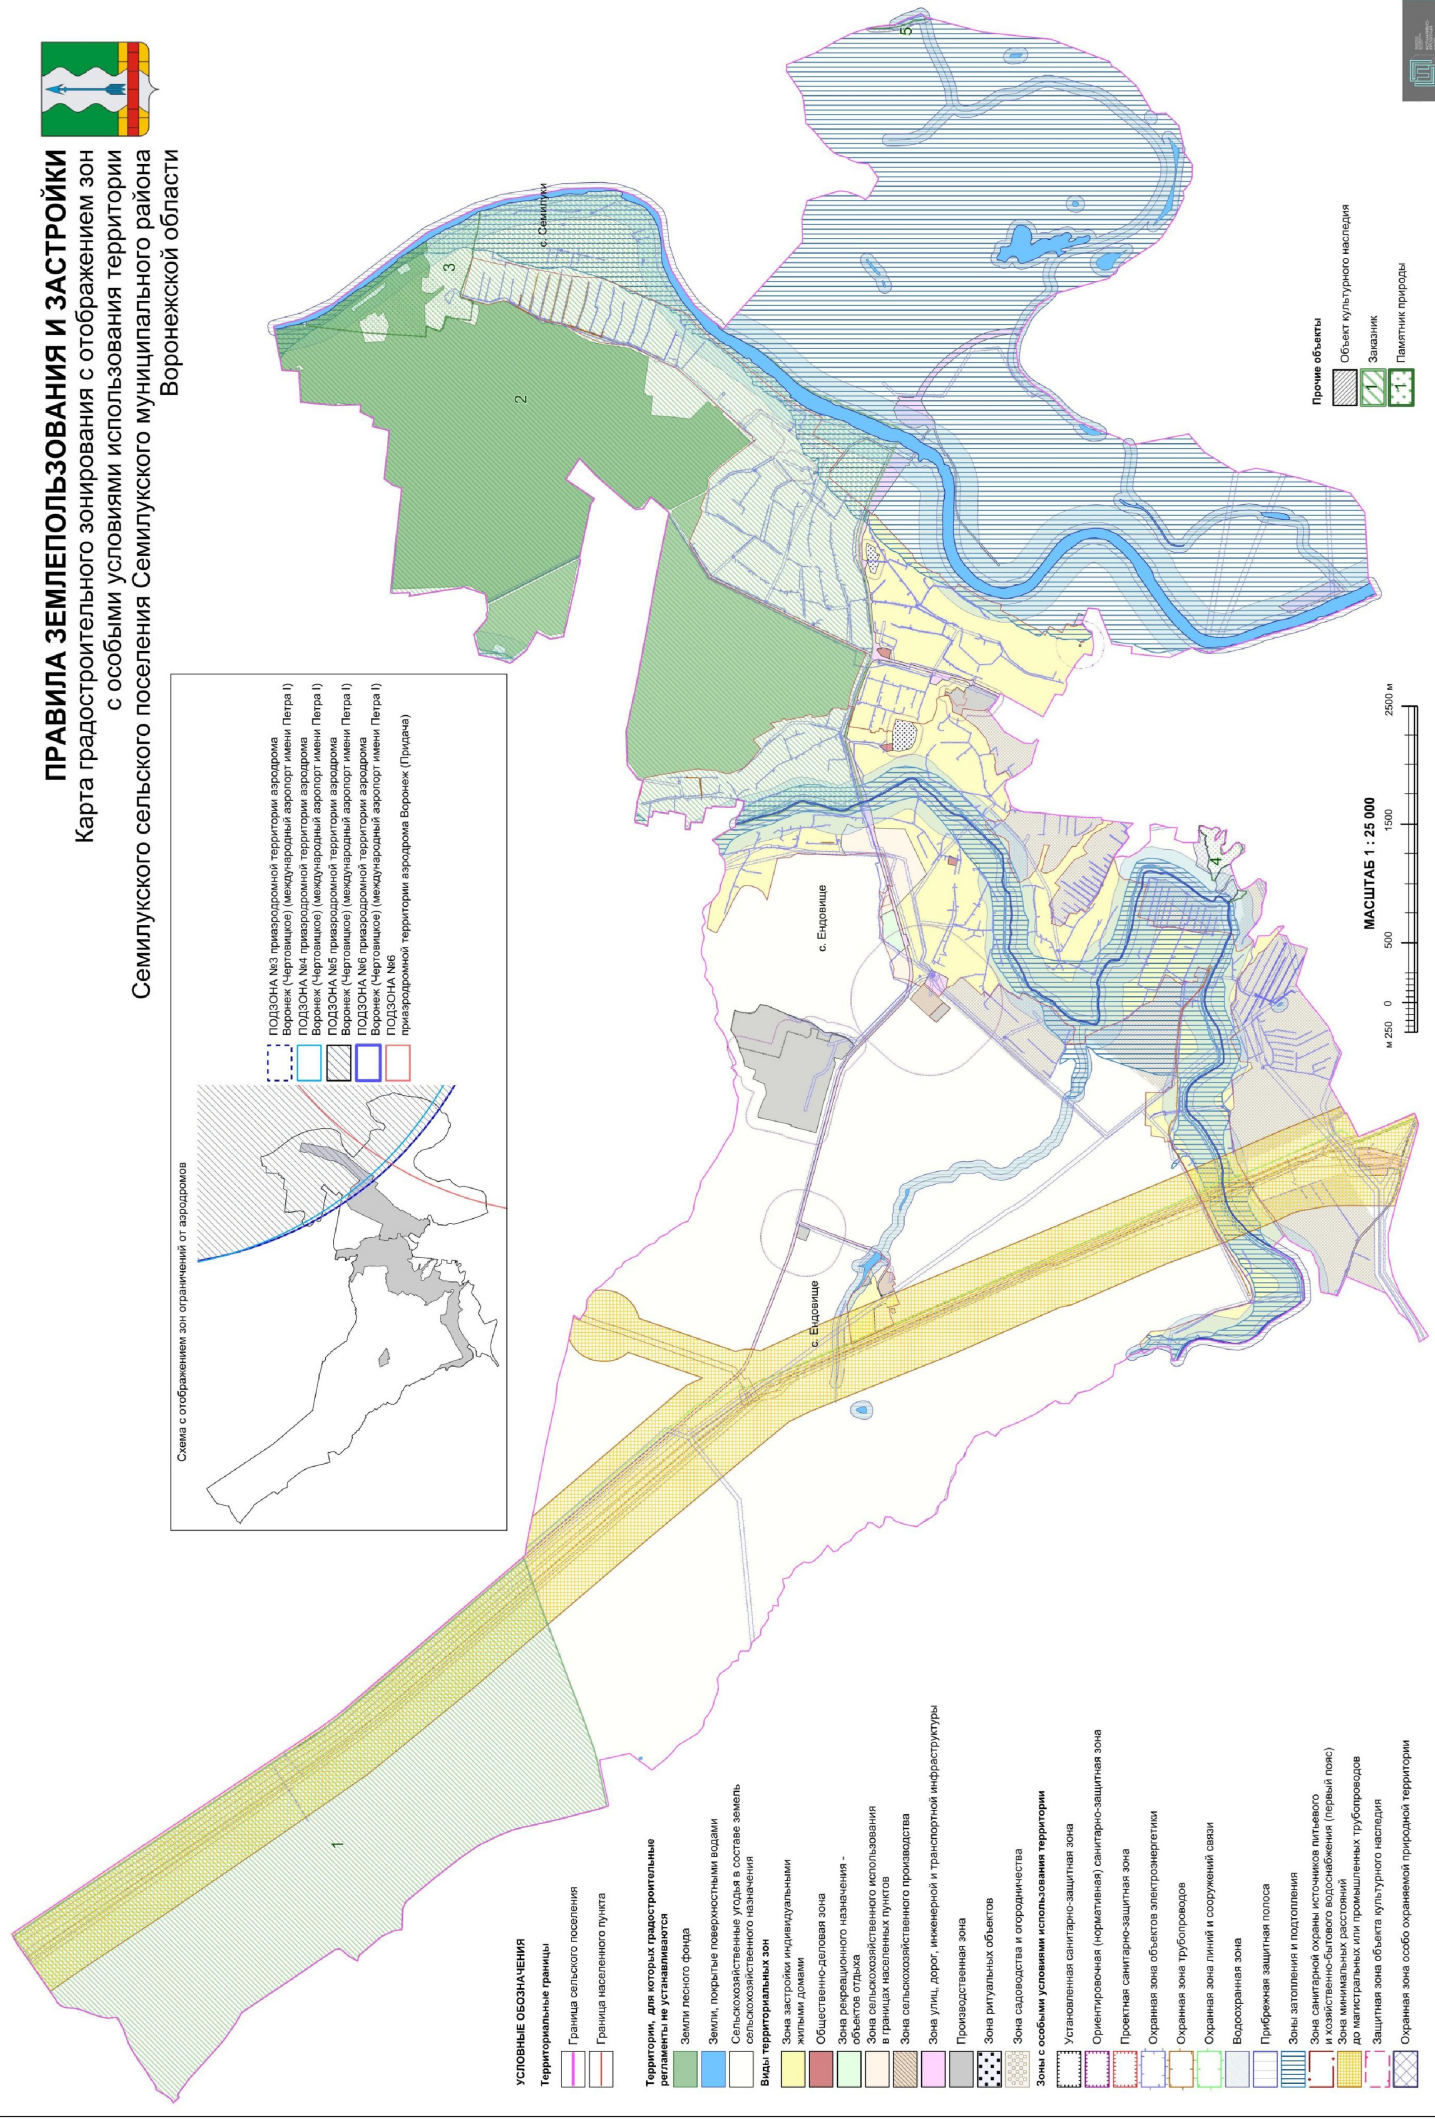 ПРАВИЛА ЗЕМЛЕПОЛЬЗОВАНИЯ И ЗАСТРОЙКИ
Карта градостроительного зонирования с отображением зон
с особыми условиями использования территории
Семилукского сельского поселения Семилукского муниципального района
Воронежской области
Схема с отображением зон ограничений от аэродромов
ПОДЗОНА №3 приаэродромной территории аэродрома
Воронеж (Чертовицкое) (международный аэропорт имени Петра I)
ПОДЗОНА №4 приаэродромной территории аэродрома
Воронеж (Чертовицкое) (международный аэропорт имени Петра I)
ПОДЗОНА №5 приаэродромной территории аэродрома
Воронеж (Чертовицкое) (международный аэропорт имени Петра I)
ПОДЗОНА №6 приаэродромной территории аэродрома
Воронеж (Чертовицкое) (международный аэропорт имени Петра I)
ПОДЗОНА №6
приаэродромной территории аэродрома Воронеж (Придача)
1
2
3
4
5
с. Семилуки
с. Ендовище
с. Ендовище
УСЛОВНЫЕ ОБОЗНАЧЕНИЯ
Территориальные границы
Граница сельского поселения
Граница населенного пункта
Территории, для которых градостроительные
регламенты не устанавливаются
Земли лесного фонда
Земли, покрытые поверхностными водами
Сельскохозяйственные угодья в составе земель
сельскохозяйственного назначения
Виды территориальных зон
Зона застройки индивидуальными
жилыми домами
Общественно-деловая зона
Зона рекреационного назначения -
объектов отдыха
Зона сельскохозяйственного использования
в границах населенных пунктов
Зона сельскохозяйственного производства
Зона улиц, дорог, инженерной и транспортной инфраструктуры
Производственная зона
Зона ритуальных объектов
Зона садоводства и огородничества
Зоны с особыми условиями использования территории
Установленная санитарно-защитная зона
Ориентировочная (нормативная) санитарно-защитная зона
Проектная санитарно-защитная зона
Охранная зона объектов электроэнергетики
Охранная зона трубопроводов
Охранная зона линий и сооружений связи
Водоохранная зона
Прибрежная защитная полоса
Зоны затопления и подтопления
Зона санитарной охраны источников питьевого
и хозяйственно-бытового водоснабжения (первый пояс)
Зона минимальных расстояний
до магистральных или промышленных трубопроводов
Защитная зона объекта культурного наследия
Охранная зона особо охраняемой природной территории
МАСШТАБ 1 : 25 000
м 250 0 500 1500 2500 м
Прочие объекты
Объект культурного наследия
1 Заказник
1 Памятник природы